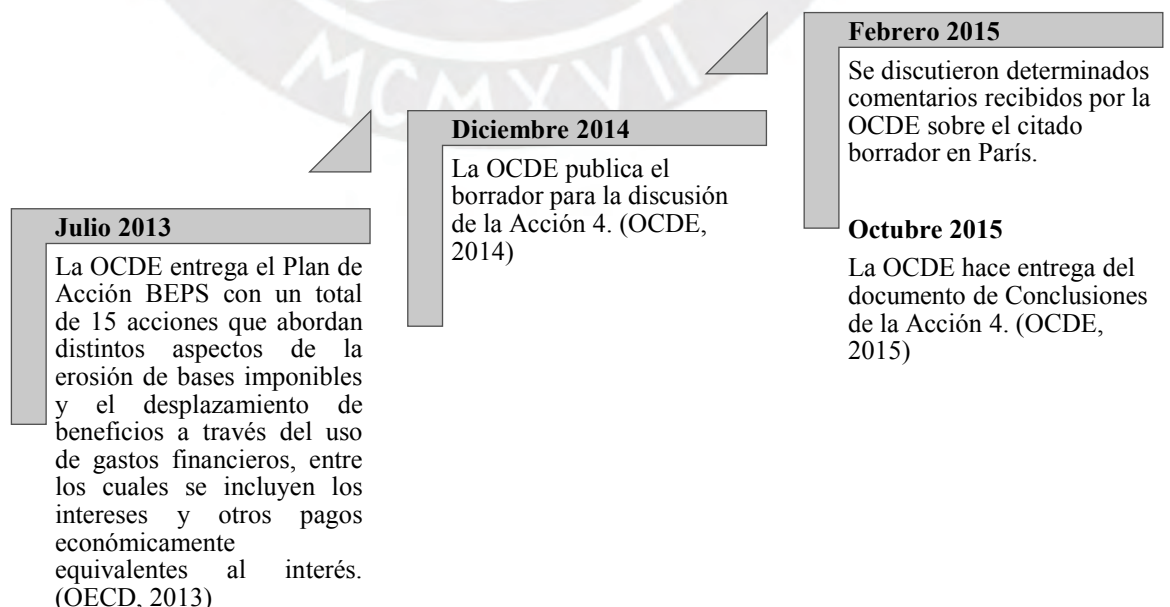 MCMXVII
Julio 2013
La OCDE entrega el Plan de
Acción BEPS con un total
de 15 acciones que abordan
distintos aspectos de la
erosión de bases imponibles
y el desplazamiento de
beneficios a través del uso
de gastos financieros, entre
los cuales se incluyen los
intereses y otros pagos
económicamente
equivalentes al interés.
(OECD, 2013)
Diciembre 2014
La OCDE publica el
borrador para la discusión
de la Acción 4. (OCDE,
2014)
Febrero 2015
Se discutieron determinados
comentarios recibidos por la
OCDE sobre el citado
borrador en París.
Octubre 2015
La OCDE hace entrega del
documento de Conclusiones
de la Acción 4. (OCDE,
2015)